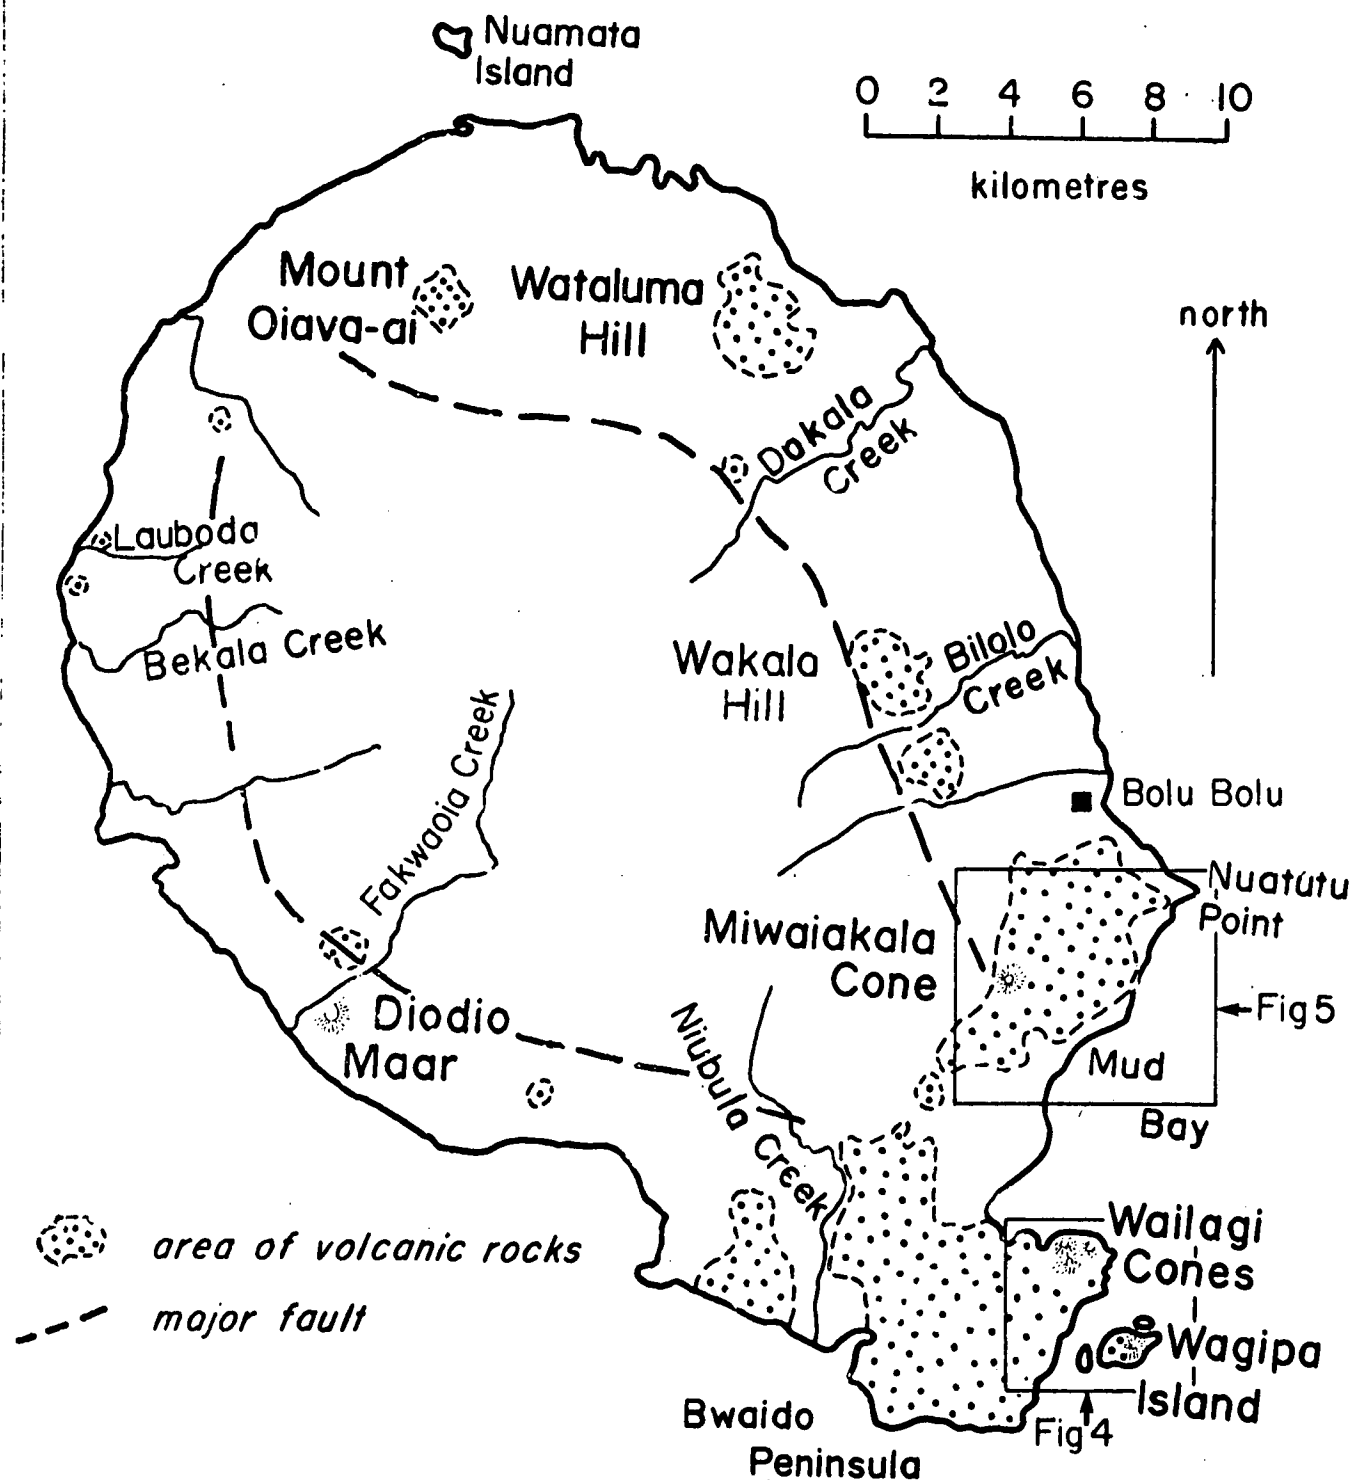 Nuamata
Island
0 2 4 6 8 10
kilometres
north
Mount
Oiava-ai
Wataluma
Hill
Dakala
Creek
Lauboda
Creek
Bekala Creek
Wakala
Hill
Bilolo
Creek
Fakwaoia Creek
Bolu Bolu
Nuatutu
Point
Miwaiakala
Cone
Fig 5
Diodio
Maar
Niubula Creek
Mud
Bay
area of volcanic rocks
major fault
Wailagi
Cones
Wagipa
Island
Fig 4
Bwaido
Peninsula